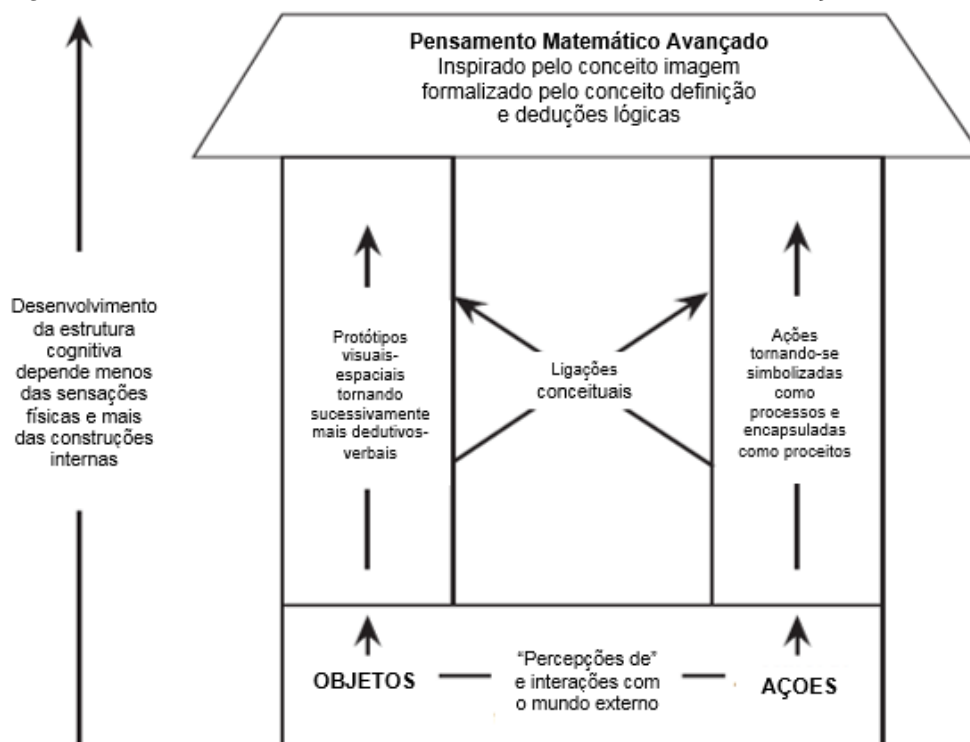 Pensamento Matemático Avançado
Inspirado pelo conceito imagem
formalizado pelo conceito definição
e deduções lógicas
Desenvolvimento
da estrutura
cognitiva
depende menos
das sensações
físicas e mais
das construções
internas
Protótipos
visuais-
espaciais
tornando
sucessivamente
mais dedutivos-
verbais
Ligações
conceituais
Ações
tornando-se
simbolizadas
como
processos e
encapsuladas
como proceitos
OBJETOS
“Percepções de”
e interações com
o mundo externo
AÇOES